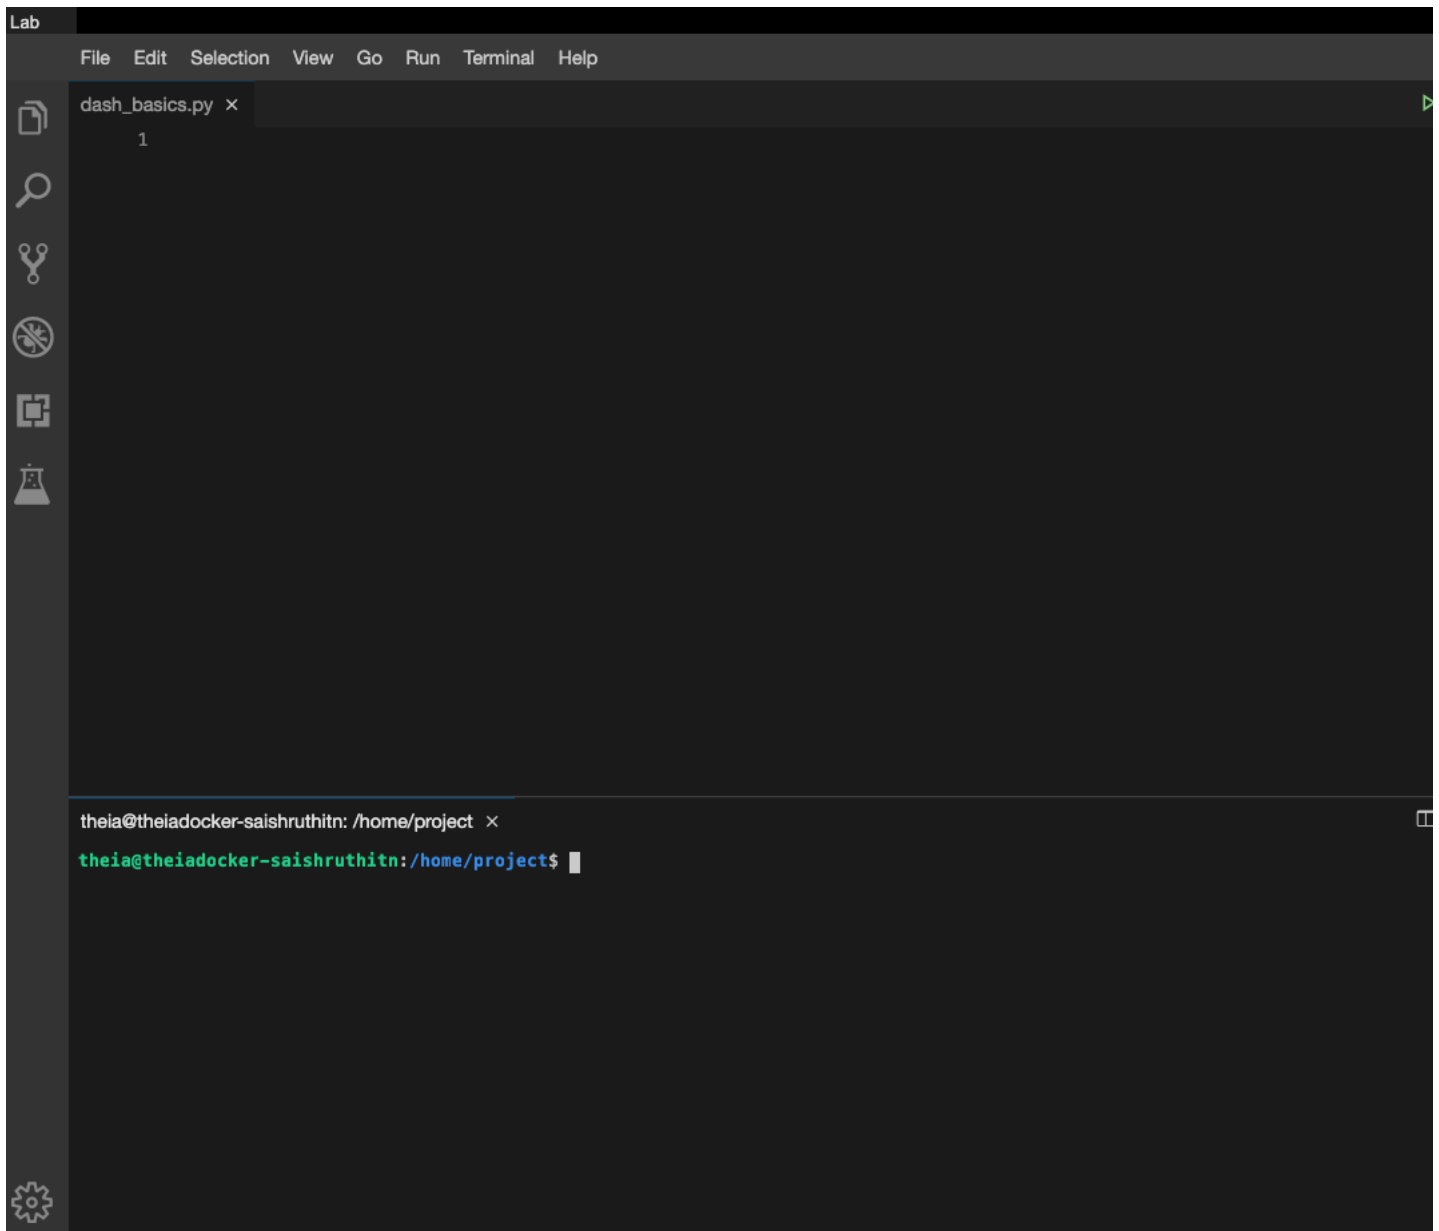 Lab
File Edit Selection View Go Run Terminal Help
dash_basics.py ×
1
theia@theiadocker-saishruthitn: /home/project ×
theia@theiadocker-saishruthitn:/home/project$